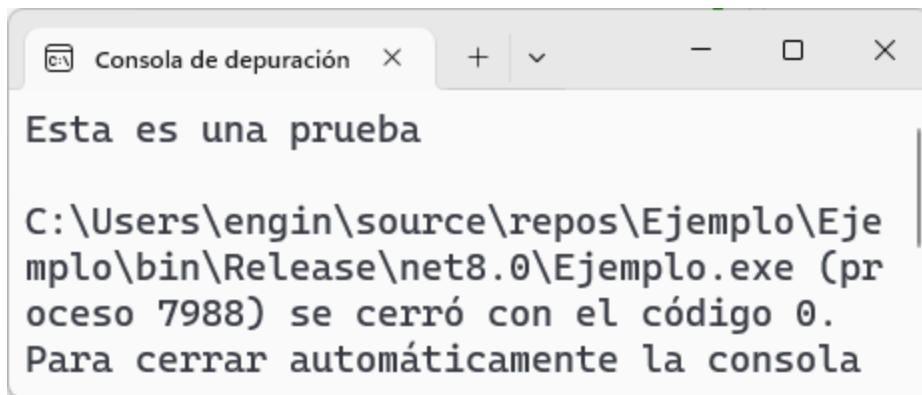 Consola de depuración
Esta es una prueba
C:\Users\engin\source\repos\Ejemplo\Eje
mplo\bin\Release\net8.0\Ejemplo.exe (pr
oceso 7988) se cerró con el código 0.
Para cerrar automáticamente la consola